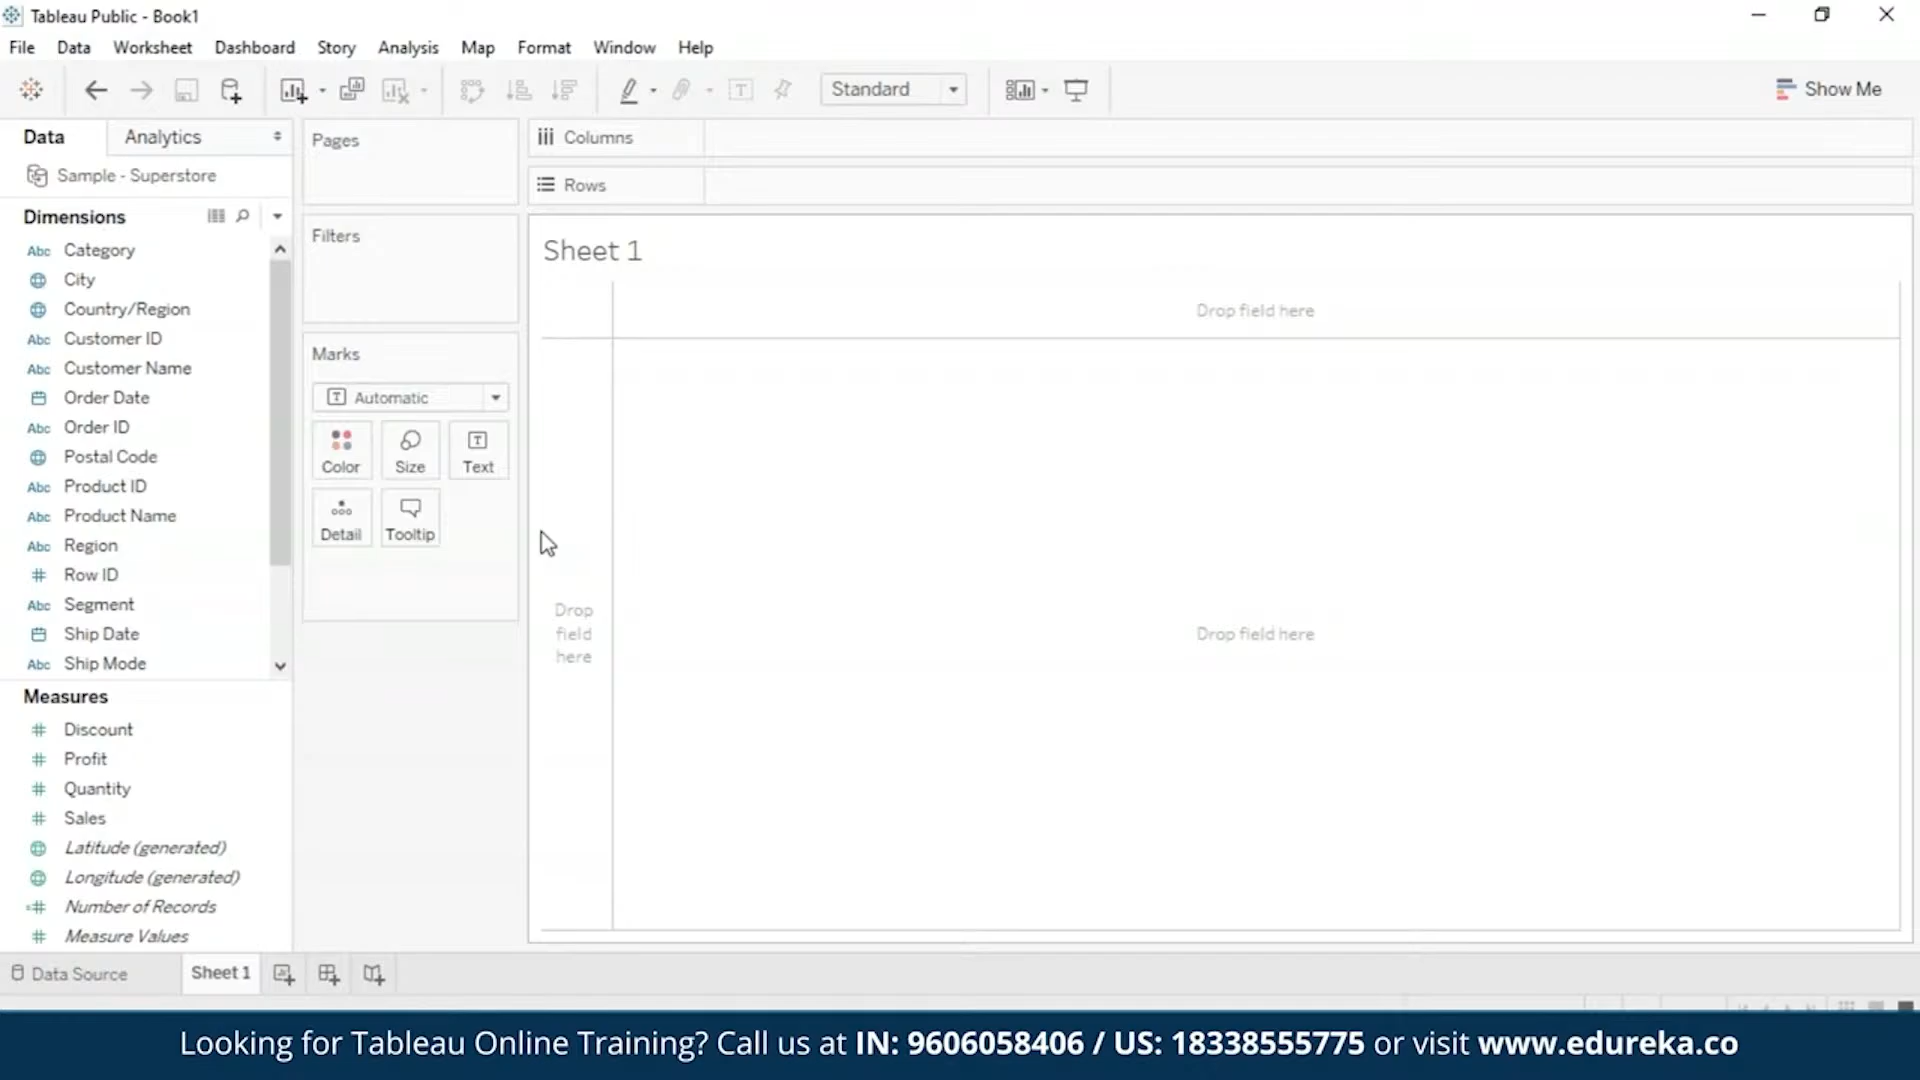 Tableau Public - Book1
File Data Worksheet Dashboard Story Analysis Map Format Window Help
Standard
Show Me
Data
Analytics
Sample - Superstore
Dimensions
Abc Category
City
Country/Region
Abc Customer ID
Abc Customer Name
Order Date
Abc Order ID
Postal Code
Abc Product ID
Abc Product Name
Abc Region
# Row ID
Abc Segment
Ship Date
Abc Ship Mode
Measures
# Discount
# Profit
# Quantity
# Sales
Latitude (generated)
Longitude (generated)
=# Number of Records
# Measure Values
Pages
Filters
Marks
T Automatic
Color
Size
T Text
Detail
Tooltip
Columns
Rows
Sheet 1
Drop field here
Drop
field
here
Drop field here
Data Source
Sheet 1
Looking for Tableau Online Training? Call us at IN: 9606058406 / US: 18338555775 or visit www.edureka.co